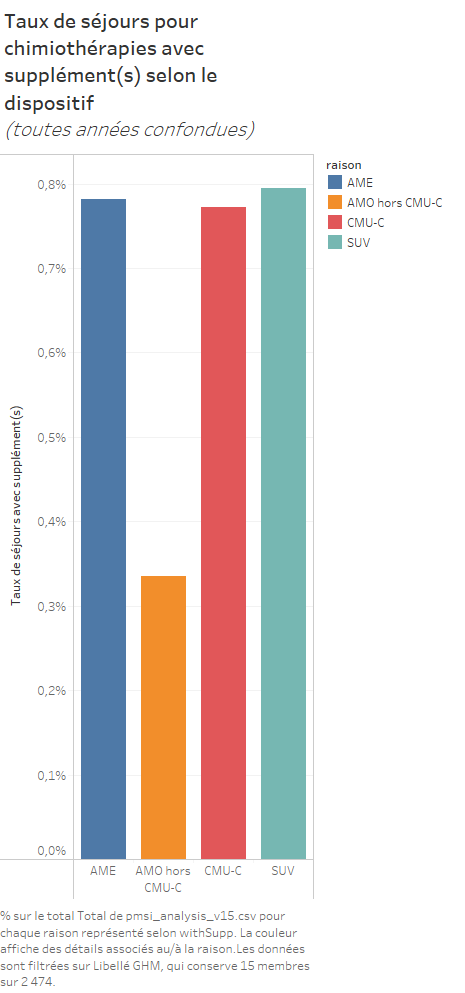 Taux de séjours pour
chimiothérapies avec
supplément(s) selon le
dispositif
(toutes années confondues)
raison
AME
AMO hors CMU-C
CMU-C
SUV
Taux de séjours avec supplément(s)
0,8%
0,7%
0,6%
0,5%
0,4%
0,3%
0,2%
0,1%
0,0%
AME
AMO hors
CMU-C
CMU-C
SUV
% sur le total Total de pmsi_analysis_v15.csv pour
chaque raison représenté selon withSupp. La couleur
affiche des détails associés au/à la raison.Les données
sont filtrées sur Libellé GHM, qui conserve 15 membres
sur 2 474.